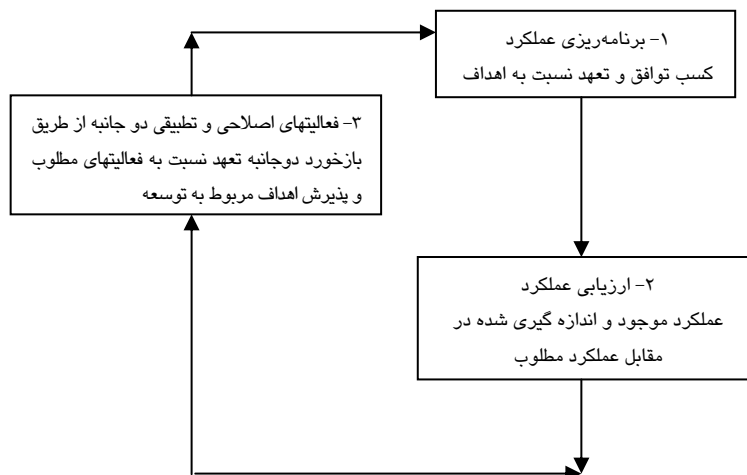 ۱- برنامه‌ریزی عملکرد
کسب توافق و تعهد نسبت به اهداف
۲- ارزیابی عملکرد
عملکرد موجود و اندازه گیری شده در
مقابل عملکرد مطلوب
۳- فعالیتهای اصلاحی و تطبیقی دو جانبه از طریق
بازخورد دوجانبه تعهد نسبت به فعالیتهای مطلوب
و پذیرش اهداف مربوط به توسعه